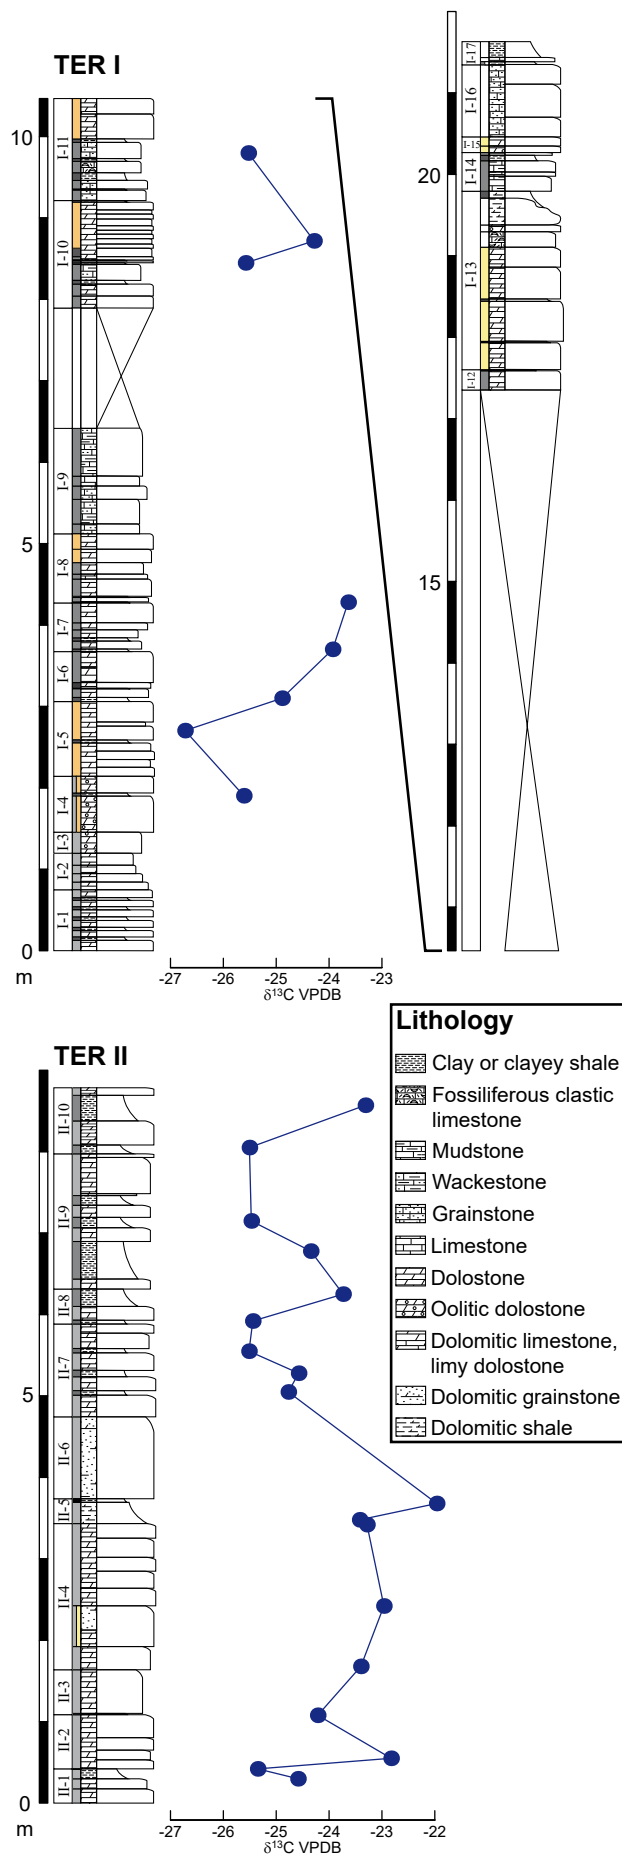 TER I
10
5
0
m
I-11
I-10
I-9
I-8
I-7
I-6
I-5
I-4
I-3
I-2
I-1
-27 -26 -25 -24 -23
δ¹³C VPDB
20
15
I-17
I-16
I-15
I-14
I-13
I-12
TER II
5
0
m
II-10
II-9
II-8
II-7
II-6
II-5
II-4
II-3
II-2
II-1
-27 -26 -25 -24 -23 -22
δ¹³C VPDB
Lithology
Clay or clayey shale
Fossiliferous clastic
limestone
Mudstone
Wackestone
Grainstone
Limestone
Dolostone
Oolitic dolostone
Dolomitic limestone,
limy dolostone
Dolomitic grainstone
Dolomitic shale